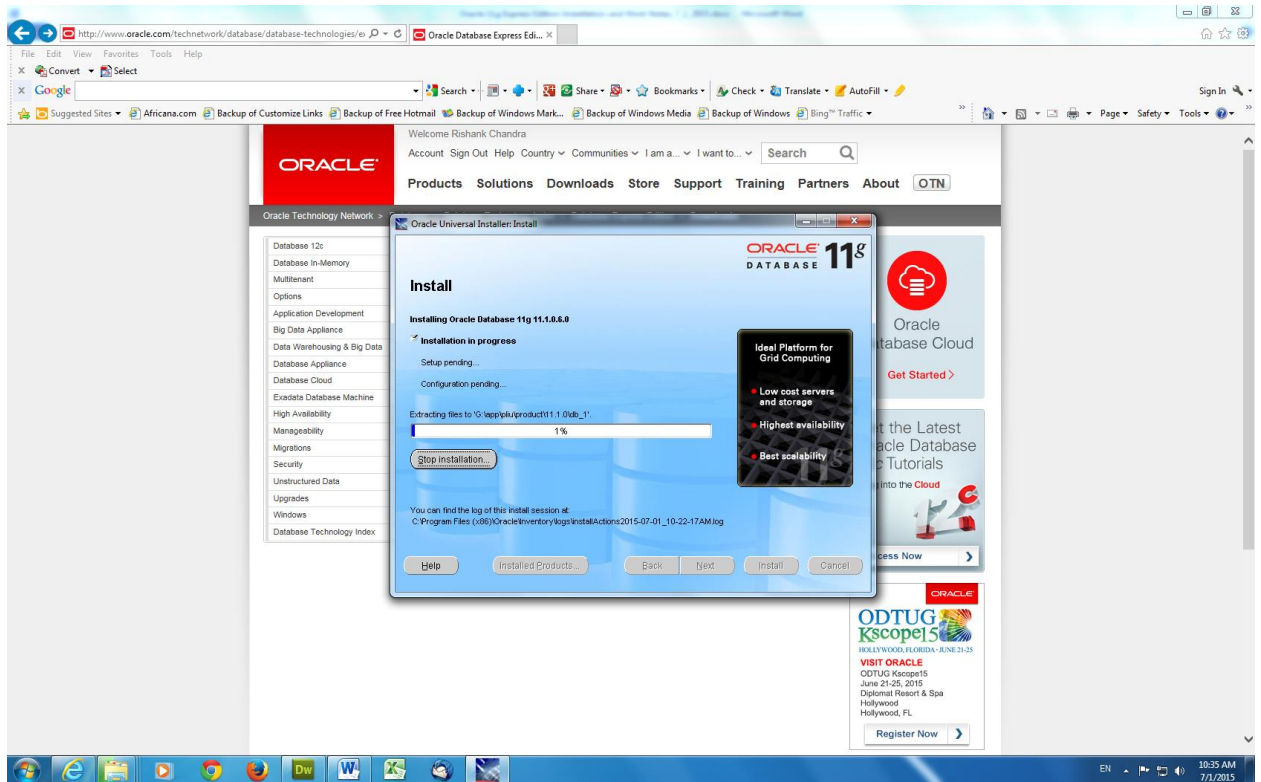 http://www.oracle.com/technetwork/database/database-technologies/e
Oracle Database Express Edi...
File Edit View Favorites Tools Help
Convert Select
Google
Search Share Bookmarks Check Translate AutoFill Sign In
Suggested Sites Africana.com Backup of Customize Links Backup of Free Hotmail Backup of Windows Mark... Backup of Windows Media Backup of Windows Bing™ Traffic Page Safety Tools
Welcome Rishank Chandra
Account Sign Out Help Country Communities I am a... I want to... Search
ORACLE
Products Solutions Downloads Store Support Training Partners About OTN
Oracle Technology Network >
Database 12c
Database In-Memory
Multitenant
Options
Application Development
Big Data Appliance
Data Warehousing & Big Data
Database Appliance
Database Cloud
Exadata Database Machine
High Availability
Manageability
Migrations
Security
Unstructured Data
Upgrades
Windows
Database Technology Index
Oracle Universal Installer: Install
ORACLE 11g
DATABASE
Install
Installing Oracle Database 11g 11.1.0.6.0
Installation in progress
Setup pending...
Configuration pending...
Extracting files to 'G:\app\pliu\product\11.1.0\db_1'.
1%
Stop installation...
You can find the log of this install session at:
C:\Program Files (x86)\Oracle\Inventory\logs\installActions2015-07-01_10-22-17AM.log
Ideal Platform for
Grid Computing
Low cost servers
and storage
Highest availability
Best scalability
11g
Help Installed Products... Back Next Install Cancel
Oracle
tabase Cloud
Get Started >
t the Latest
acle Database
c Tutorials
into the Cloud
12c
cess Now
ORACLE
ODTUG
Kscope15
HOLLYWOOD, FLORIDA - JUNE 21-25
VISIT ORACLE
ODTUG Kscope15
June 21-25, 2015
Diplomat Resort & Spa
Hollywood
Hollywood, FL
Register Now
Dw W
EN
10:35 AM
7/1/2015